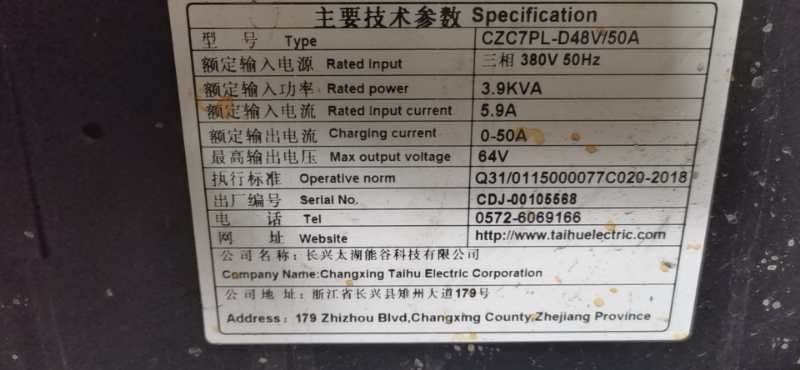 主要技术参数 Specification
型 号 Type CZC7PL-D48V/50A
额定输入电源 Rated Input 三相 380V 50Hz
额定输入功率 Rated power 3.9KVA
额定输入电流 Rated Input current 5.9A
额定输出电流 Charging current 0-50A
最高输出电压 Max output voltage 64V
执行标准 Operative norm Q31/0115000077C020-2018
出厂编号 Serial No. CDJ-00105568
电 话 Tel 0572-6069166
网 址 Website http://www.taihuelectric.com
公司名称:长兴太湖能谷科技有限公司
Company Name:Changxing Taihu Electric Corporation
公司地址:浙江省长兴县雉州大道179号
Address: 179 Zhizhou Blvd,Changxing County,Zhejiang Province